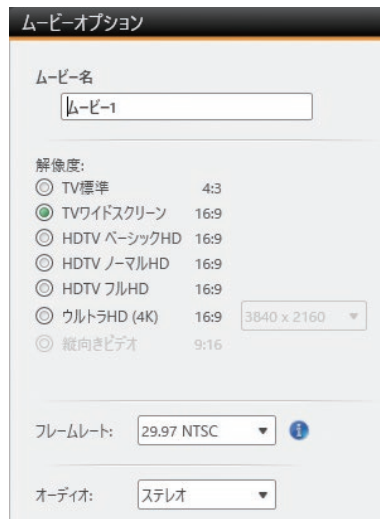 ムービーオプション
ムービー名
ムービー1
解像度:
TV標準 4:3
TVワイドスクリーン 16:9
HDTV ベーシックHD 16:9
HDTV ノーマルHD 16:9
HDTV フルHD 16:9
ウルトラHD (4K) 16:9 3840 x 2160
縦向きビデオ 9:16
フレームレート: 29.97 NTSC
オーディオ: ステレオ